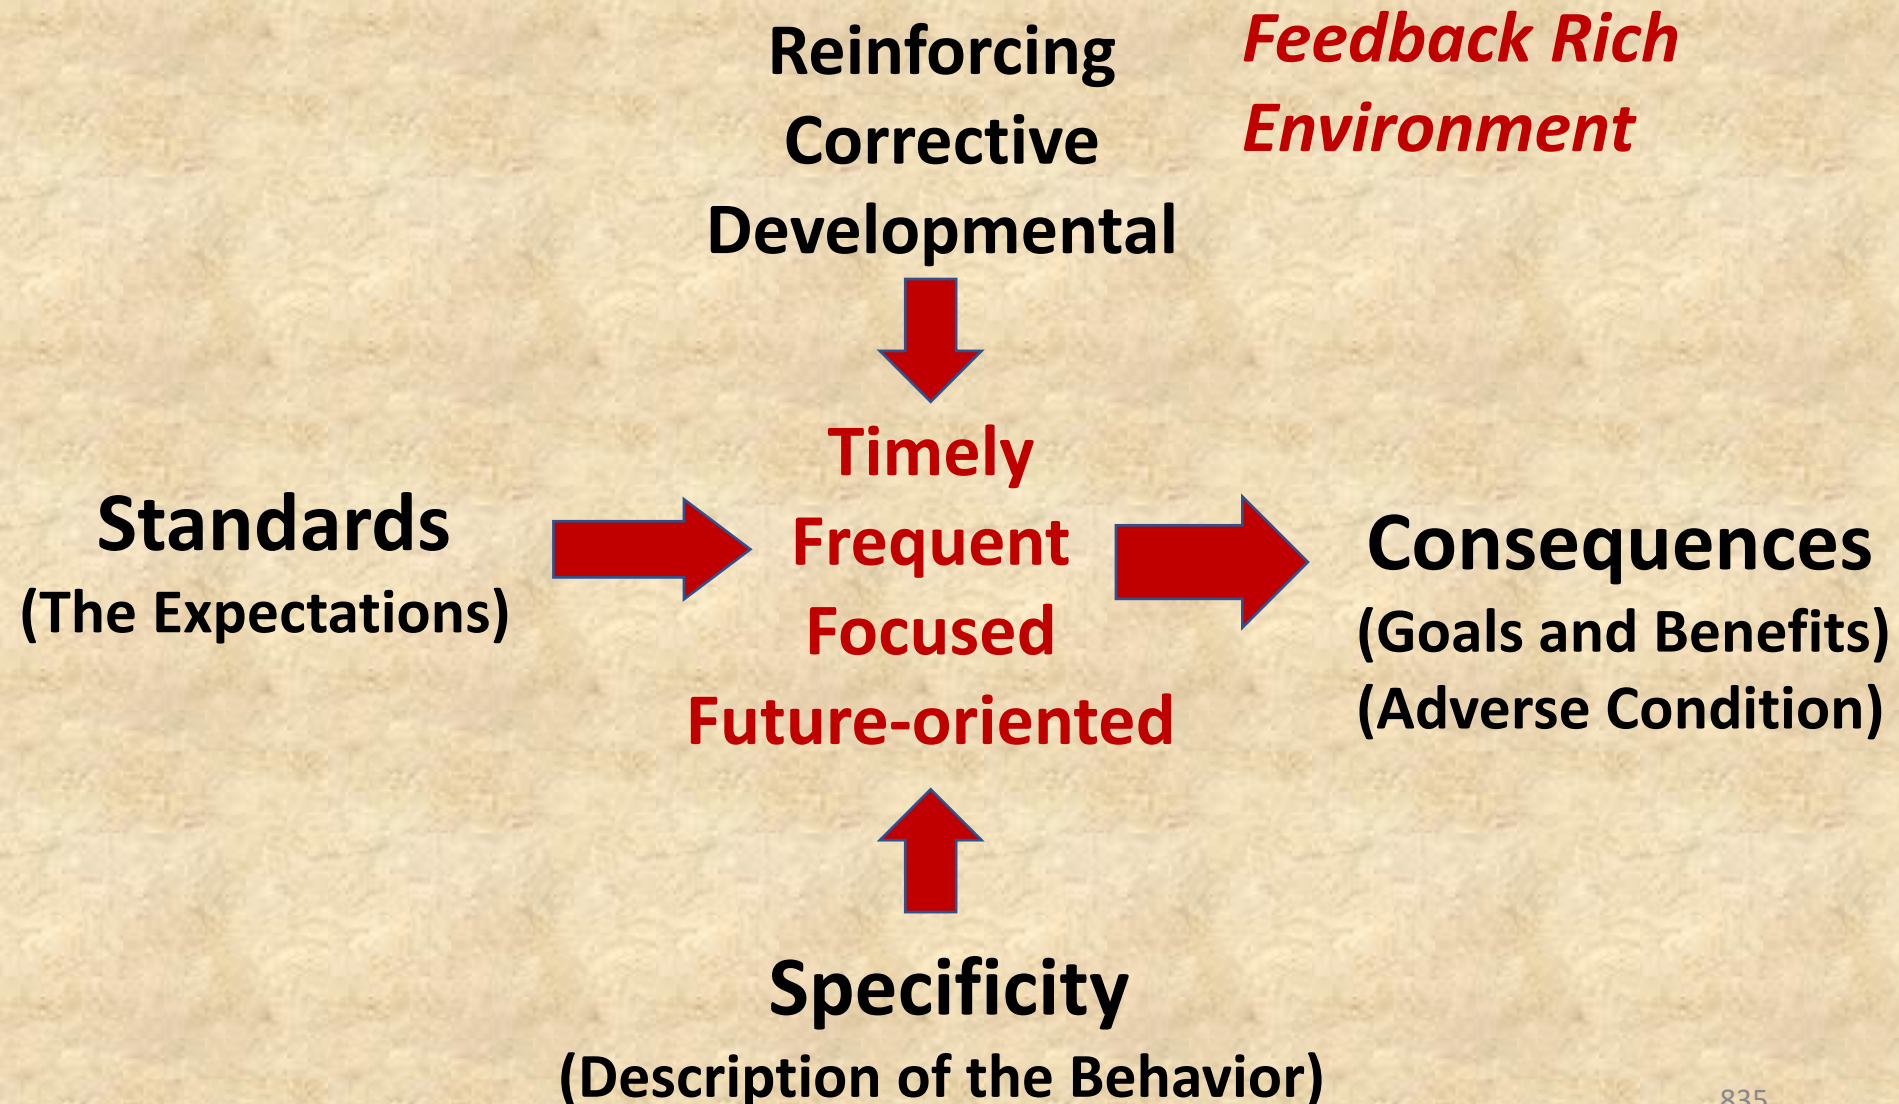 Reinforcing
Corrective
Developmental
Feedback Rich
Environment
Timely
Frequent
Focused
Future-oriented
Standards
(The Expectations)
Consequences
(Goals and Benefits)
(Adverse Condition)
Specificity
(Description of the Behavior)
835